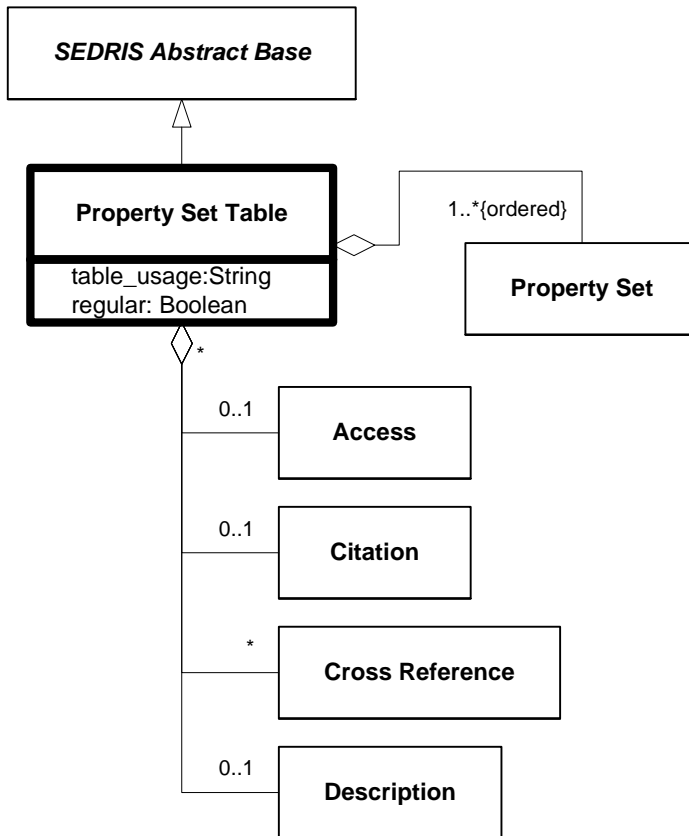 SEDRIS Abstract Base
Property Set Table
table_usage:String
regular: Boolean
1..*{ordered}
Property Set
*
0..1
Access
0..1
Citation
*
Cross Reference
0..1
Description